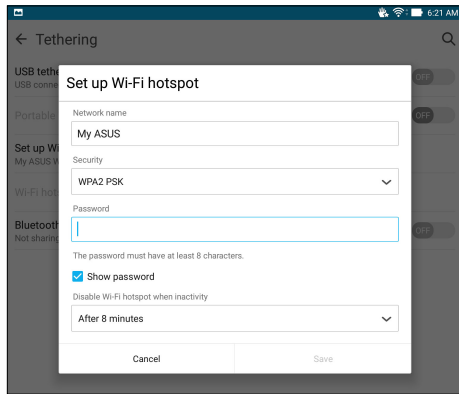 6:21 AM
Tethering
USB tethe
USB conne
OFF
Portable
OFF
Set up Wi
My ASUS W
Wi-Fi hot
Bluetooth
Not sharing
OFF
Set up Wi-Fi hotspot
Network name
My ASUS
Security
WPA2 PSK
Password
The password must have at least 8 characters.
Show password
Disable Wi-Fi hotspot when inactivity
After 8 minutes
Cancel
Save